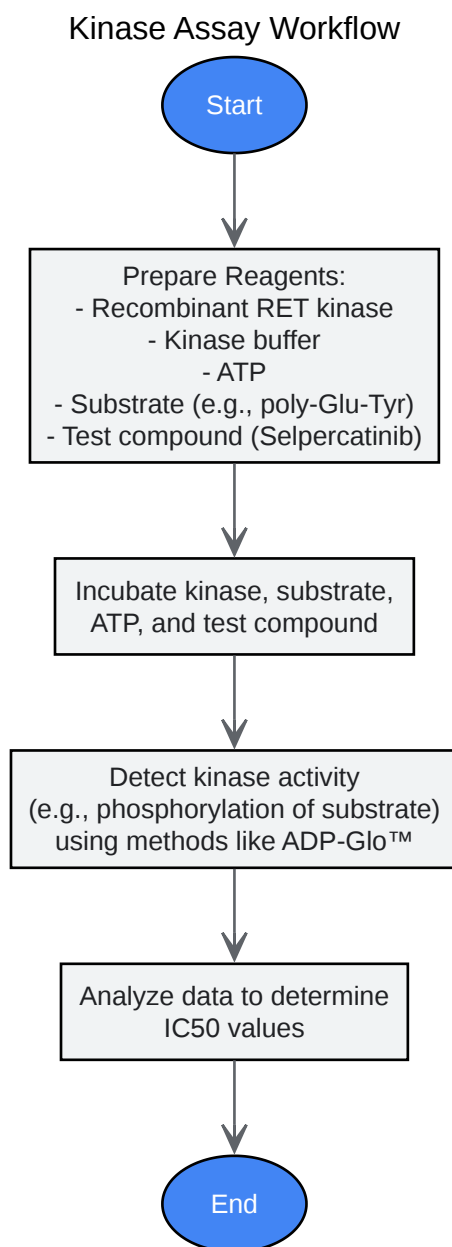 Kinase Assay Workflow
Start
Prepare Reagents:
- Recombinant RET kinase
- Kinase buffer
- ATP
- Substrate (e.g., poly-Glu-Tyr)
- Test compound (Selpercatinib)
Incubate kinase, substrate,
ATP, and test compound
Detect kinase activity
(e.g., phosphorylation of substrate)
using methods like ADP-Glo™
Analyze data to determine
IC50 values
End